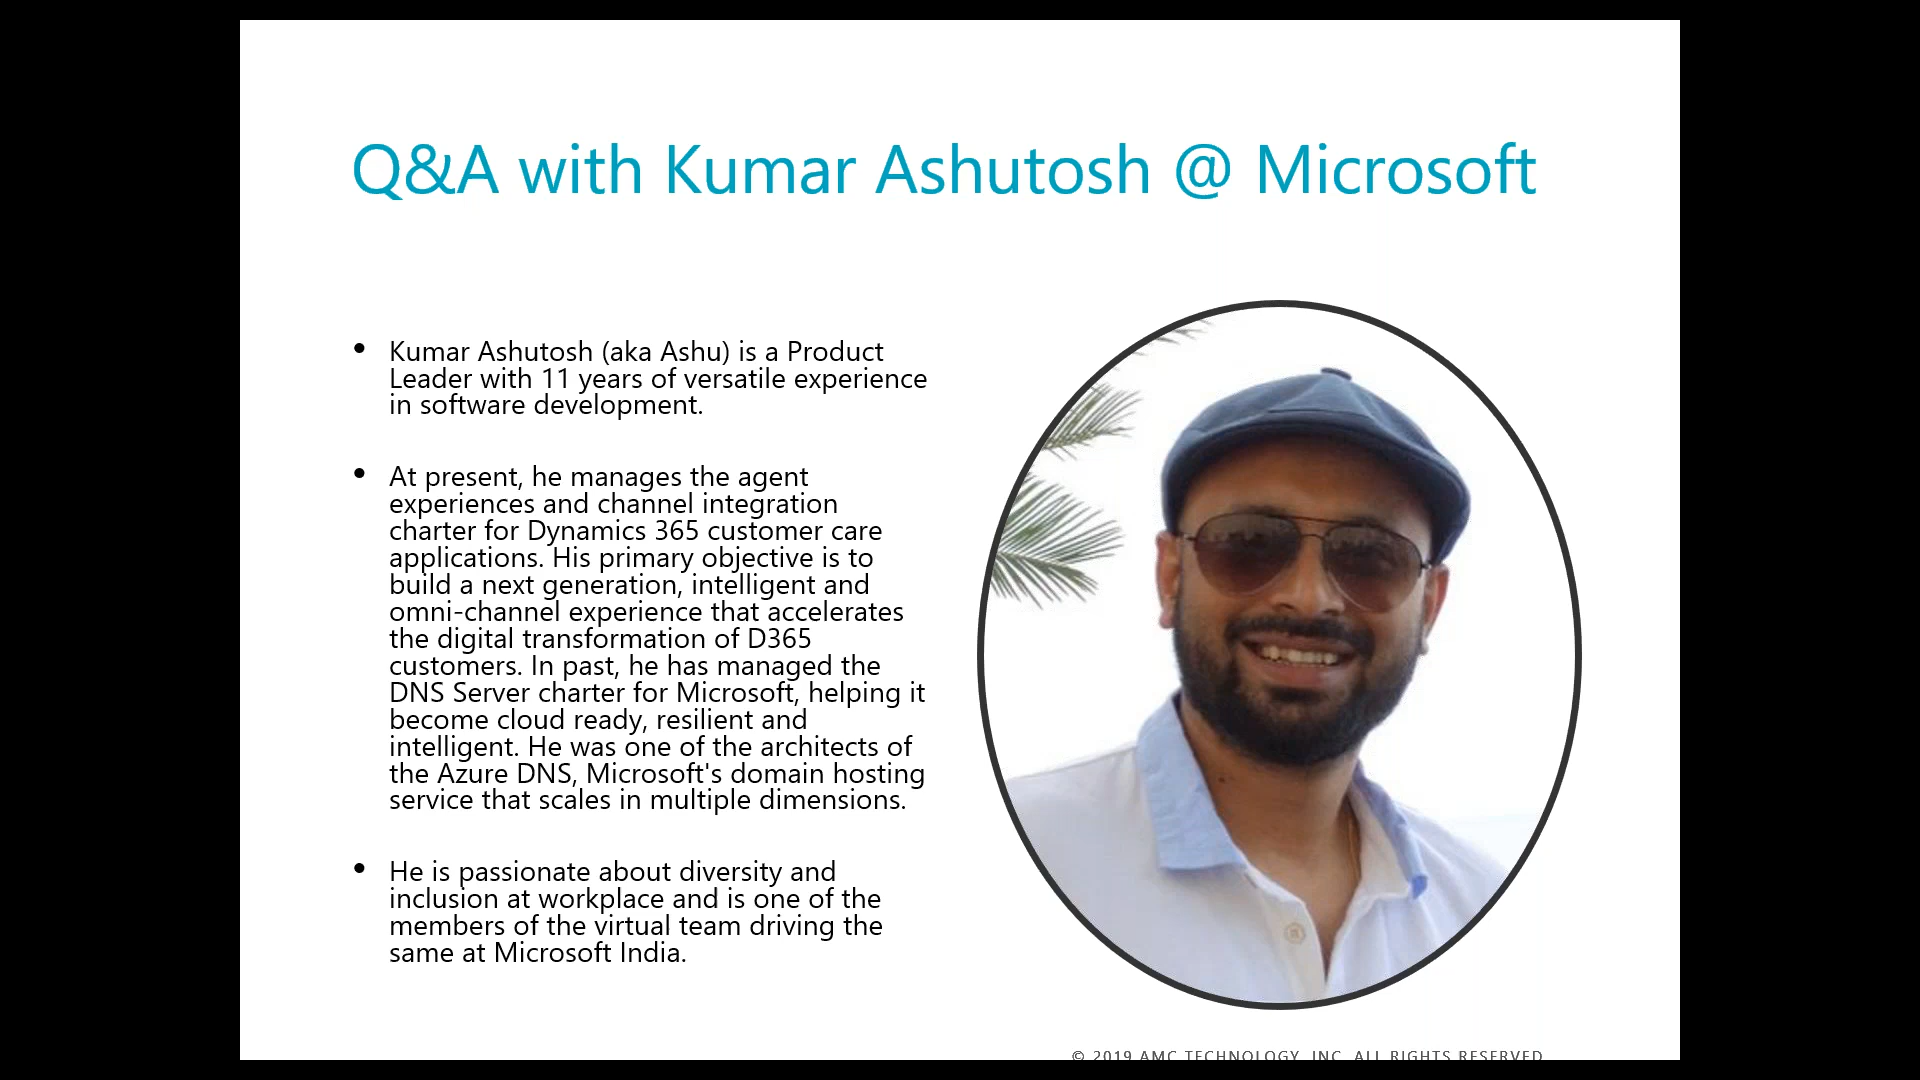 Q&A with Kumar Ashutosh @ Microsoft
• Kumar Ashutosh (aka Ashu) is a Product
Leader with 11 years of versatile experience
in software development.
• At present, he manages the agent
experiences and channel integration
charter for Dynamics 365 customer care
applications. His primary objective is to
build a next generation, intelligent and
omni-channel experience that accelerates
the digital transformation of D365
customers. In past, he has managed the
DNS Server charter for Microsoft, helping it
become cloud ready, resilient and
intelligent. He was one of the architects of
the Azure DNS, Microsoft's domain hosting
service that scales in multiple dimensions.
• He is passionate about diversity and
inclusion at workplace and is one of the
members of the virtual team driving the
same at Microsoft India.
© 2019 AMC TECHNOLOGY, INC. ALL RIGHTS RESERVED